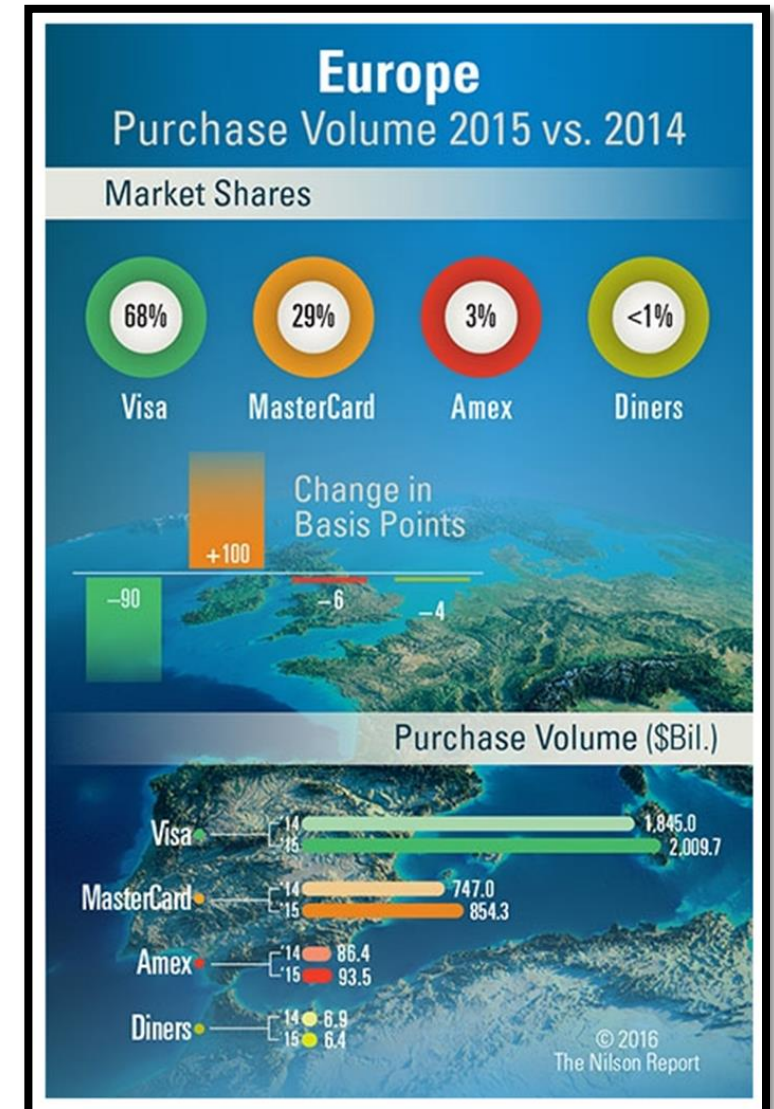 Europe
Purchase Volume 2015 vs. 2014
Market Shares
68% 29% 3% <1%
Visa MasterCard Amex Diners
Change in
Basis Points
+100
–90 –6 –4
Purchase Volume ($Bil.)
Visa '14 1,845.0
'15 2,009.7
MasterCard '14 747.0
'15 854.3
Amex '14 86.4
'15 93.5
Diners '14 6.9
'15 6.4
© 2016
The Nilson Report